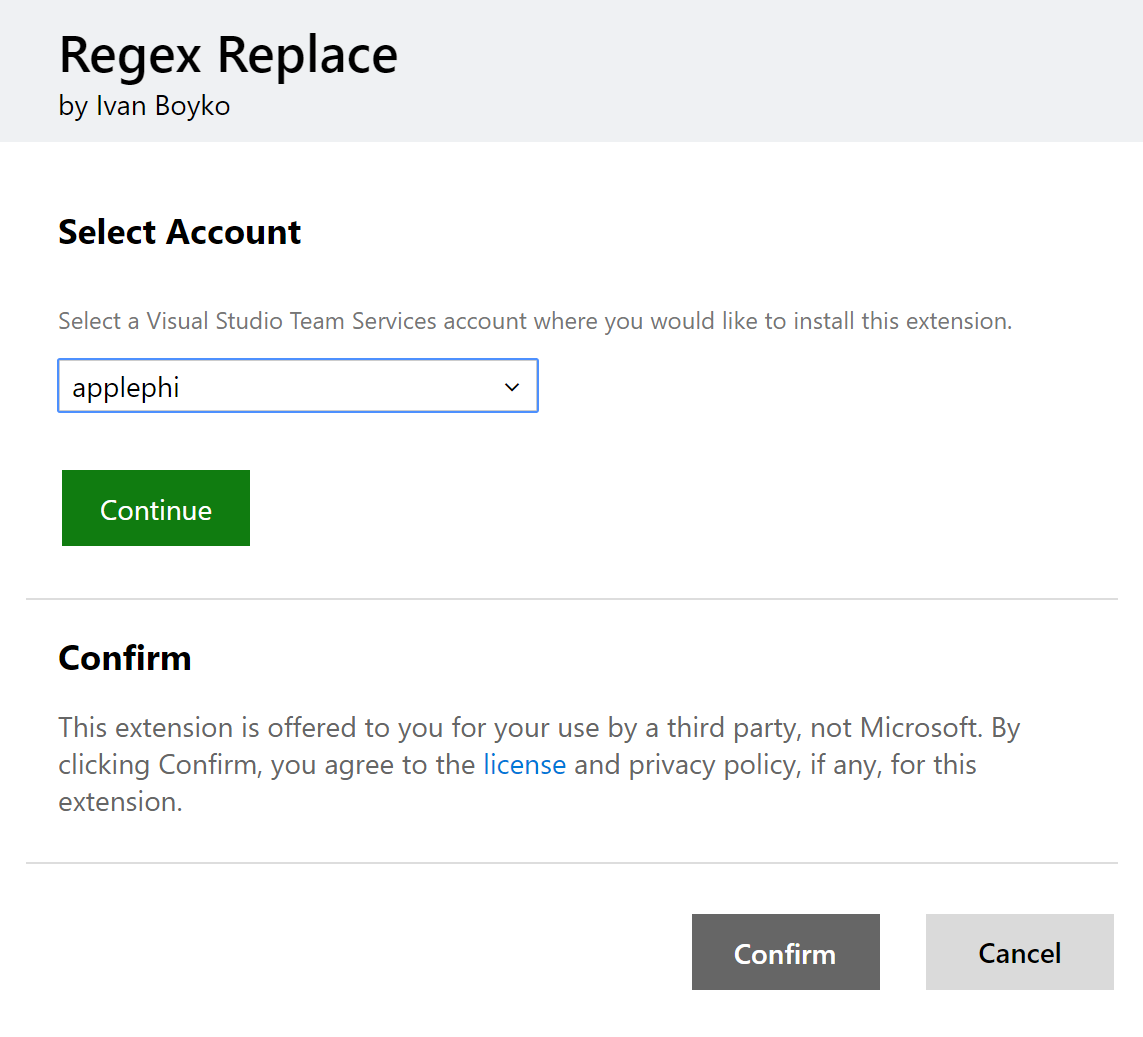 Regex Replace
by Ivan Boyko
Select Account
Select a Visual Studio Team Services account where you would like to install this extension.
applephi
Continue
Confirm
This extension is offered to you for your use by a third party, not Microsoft. By
clicking Confirm, you agree to the license and privacy policy, if any, for this
extension.
Confirm
Cancel